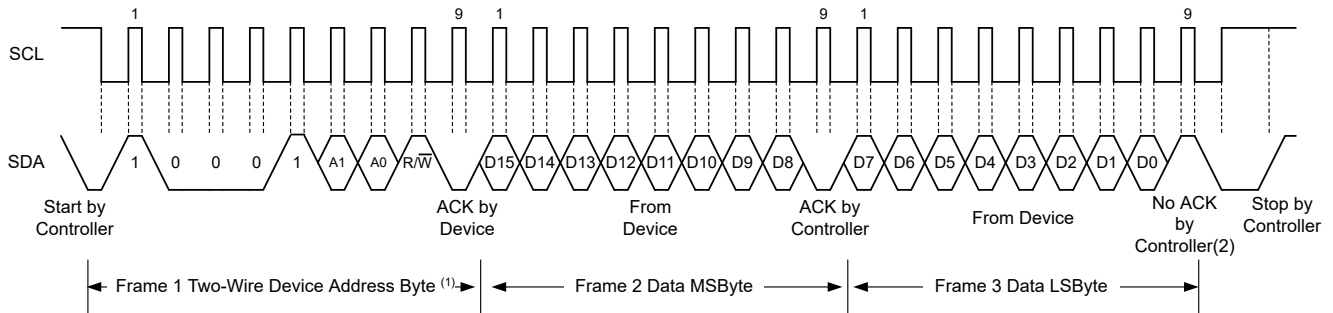 1 9 1 9 1 9
SCL
SDA
1 0 0 0 1 A1 A0 R/W̅ D15 D14 D13 D12 D11 D10 D9 D8 D7 D6 D5 D4 D3 D2 D1 D0
Start by
Controller
ACK by
Device
From
Device
ACK by
Controller
From Device
No ACK
by
Controller(2)
Stop by
Controller
Frame 1 Two-Wire Device Address Byte (1)
Frame 2 Data MSByte
Frame 3 Data LSByte